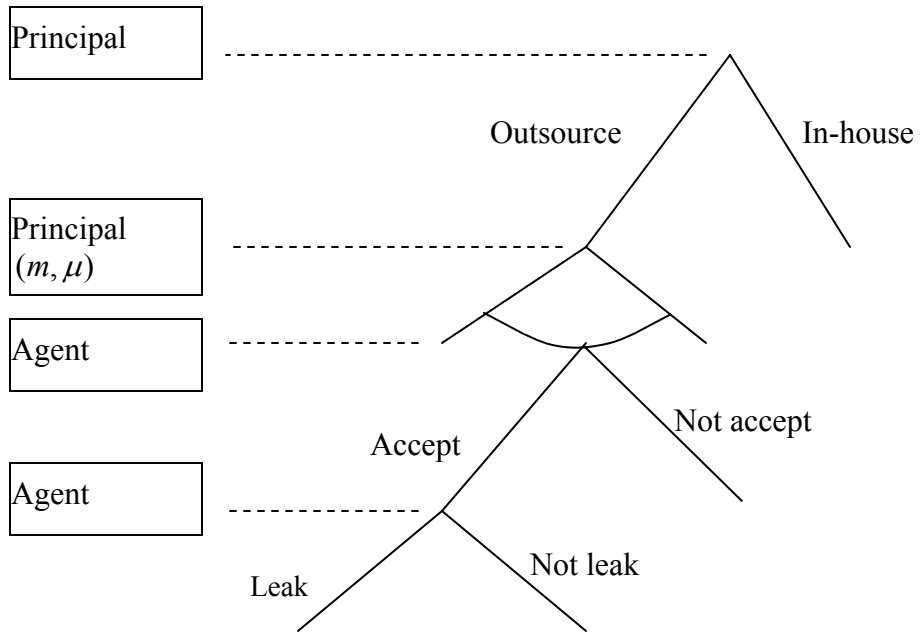 Principal
Outsource
In-house
Principal
(m, μ)
Agent
Accept
Not accept
Agent
Leak
Not leak